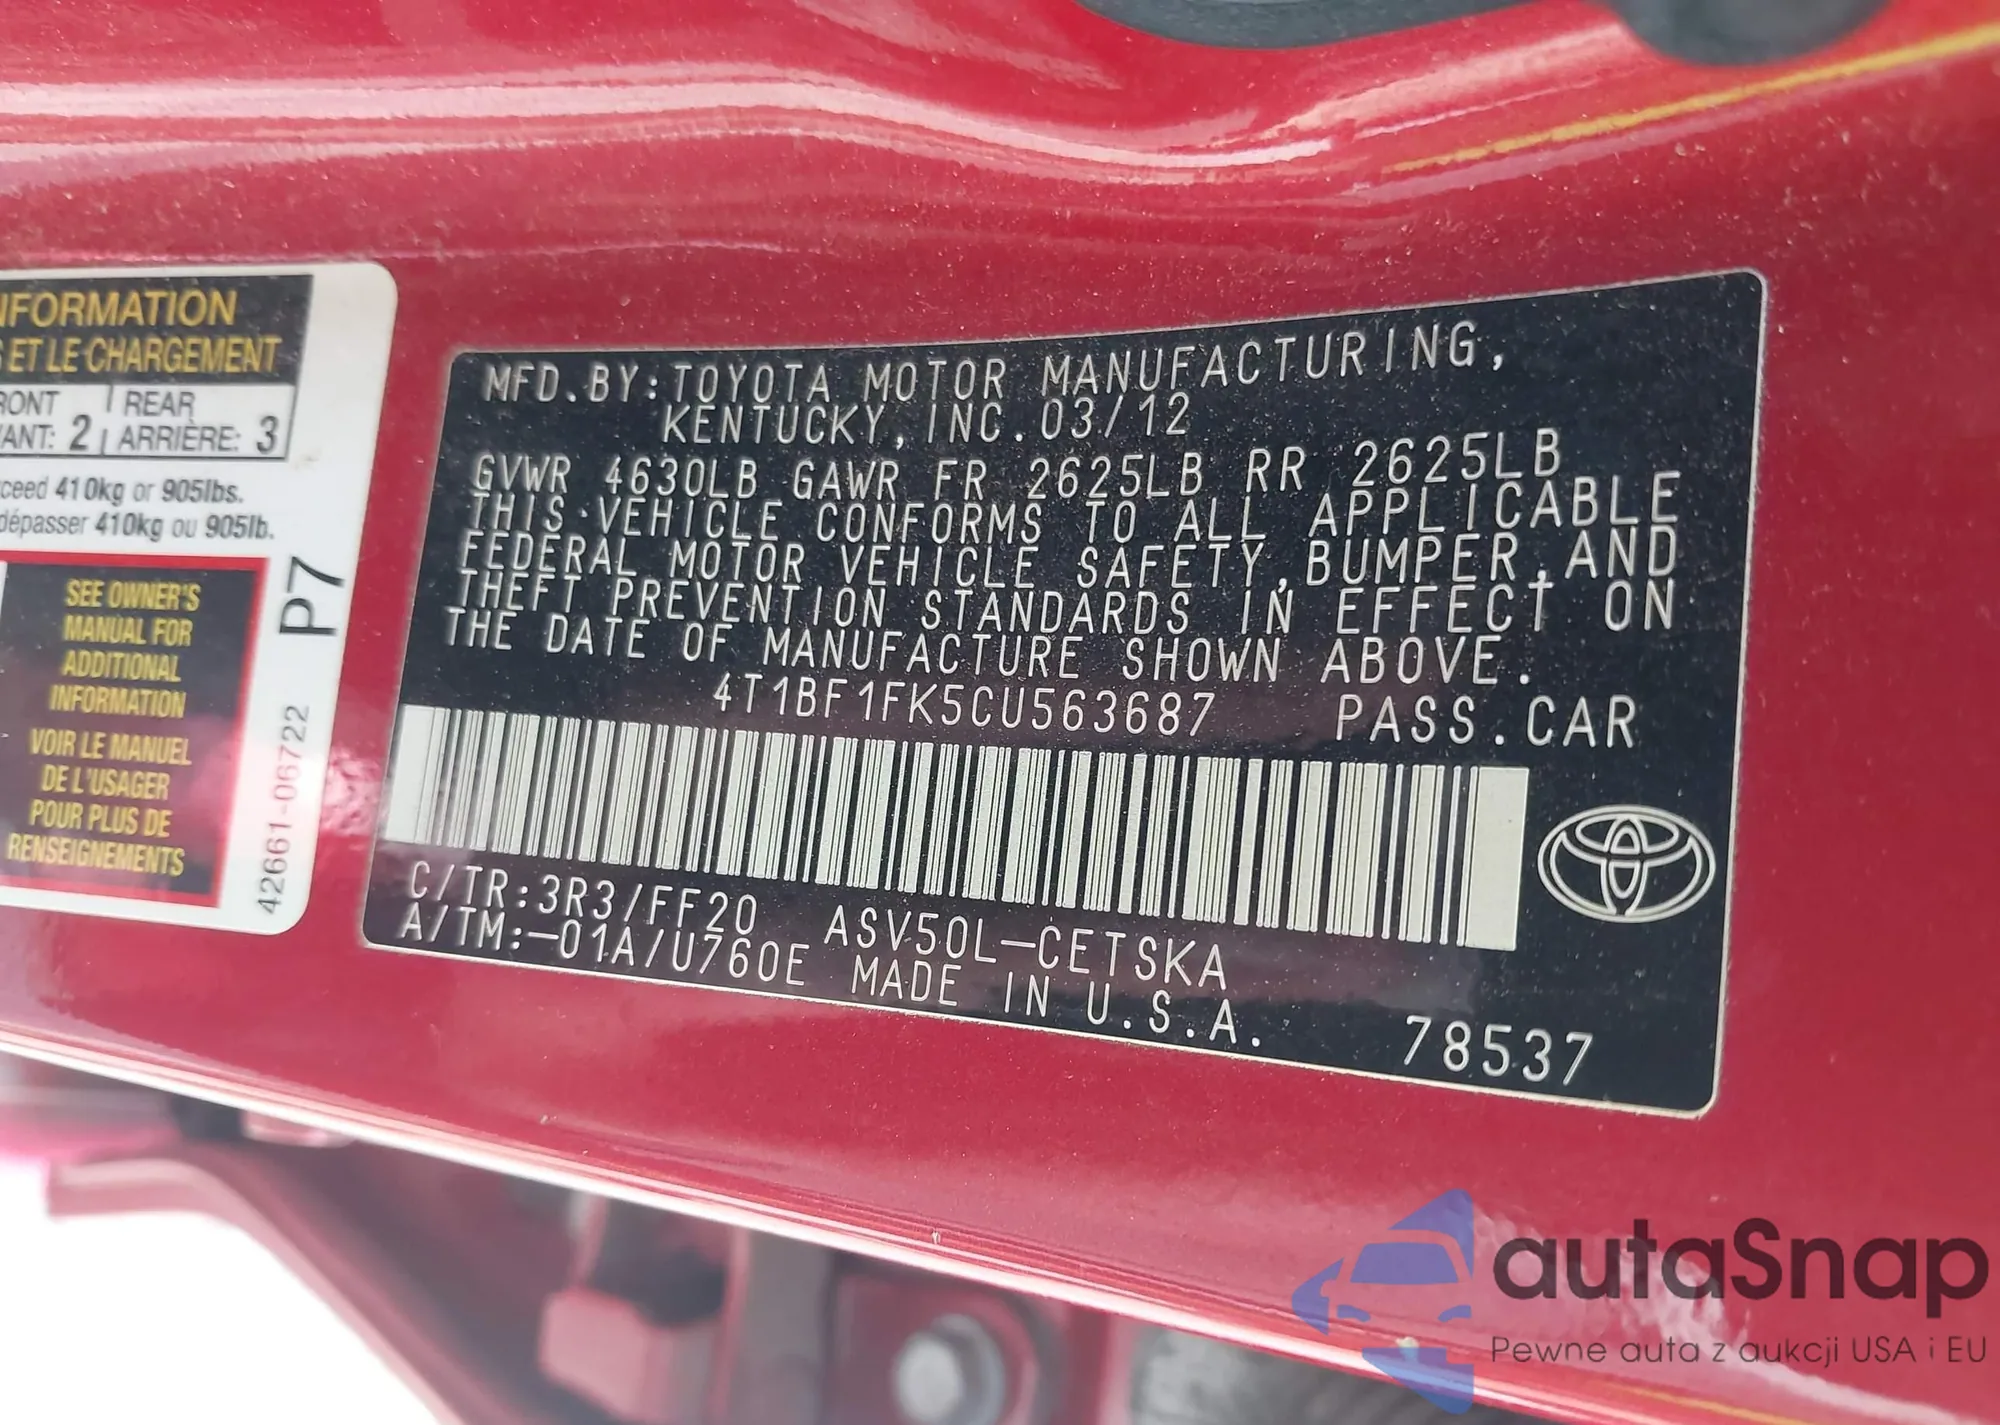 NFORMATION
S ET LE CHARGEMENT
RONT | REAR
VANT: 2 | ARRIÈRE: 3
ceed 410kg or 905lbs.
dépasser 410kg ou 905lb.
SEE OWNER'S
MANUAL FOR
ADDITIONAL
INFORMATION
VOIR LE MANUEL
DE L'USAGER
POUR PLUS DE
RENSEIGNEMENTS
P7
42661-06722
MFD.BY:TOYOTA MOTOR MANUFACTURING,
KENTUCKY,INC.03/12
GVWR 4630LB GAWR FR 2625LB RR 2625LB
THIS VEHICLE CONFORMS TO ALL APPLICABLE
FEDERAL MOTOR VEHICLE SAFETY,BUMPER,AND
THEFT PREVENTION STANDARDS IN EFFECT ON
THE DATE OF MANUFACTURE SHOWN ABOVE.
4T1BF1FK5CU563687 PASS.CAR
C/TR:3R3/FF20 ASV50L-CETSKA
A/TM:-01A/U760E MADE IN U.S.A.
78537
autaSnap
Pewne auta z aukcji USA i EU